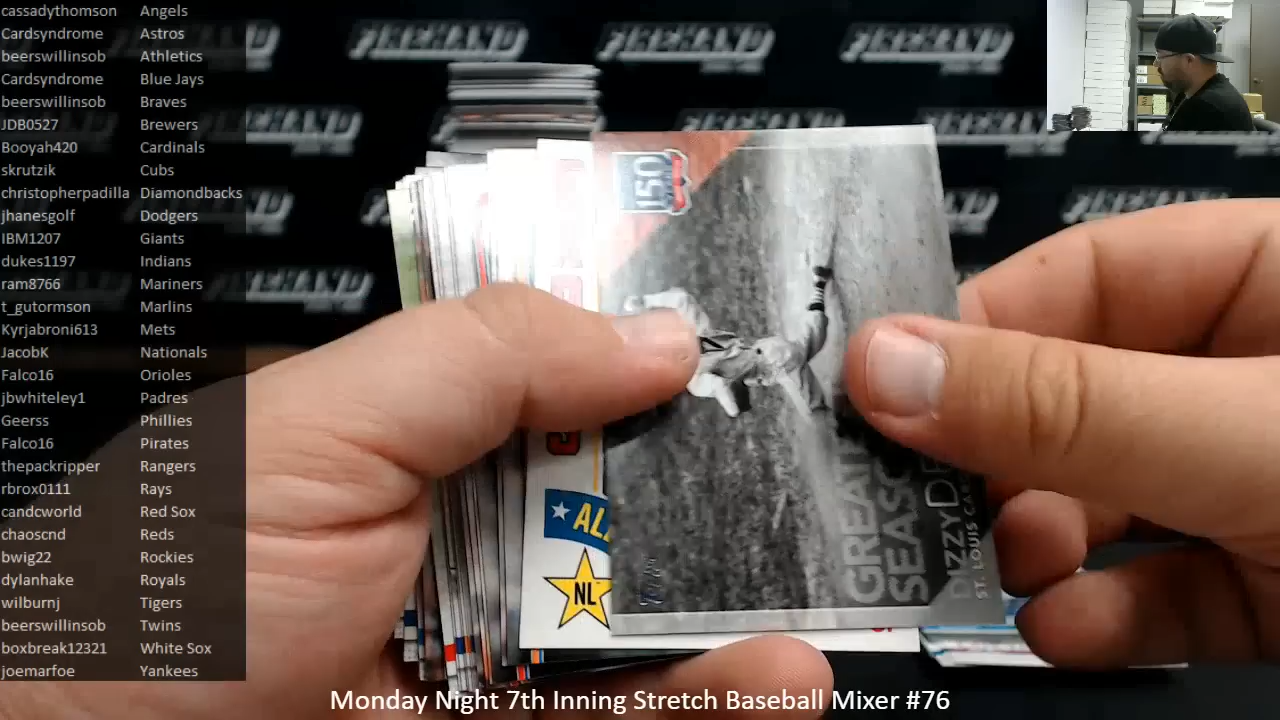 cassadythomson Angels
Cardsyndrome Astros
beerswillinsob Athletics
Cardsyndrome Blue Jays
beerswillinsob Braves
JDB0527 Brewers
Booyah420 Cardinals
skrutzik Cubs
christopherpadilla Diamondbacks
jhanesgolf Dodgers
IBM1207 Giants
dukes1197 Indians
ram8766 Mariners
t_gutormson Marlins
Kyrjabroni613 Mets
JacobK Nationals
Falco16 Orioles
jbwhiteley1 Padres
Geerss Phillies
Falco16 Pirates
thepackripper Rangers
rbrox0111 Rays
candcworld Red Sox
chaoscnd Reds
bwig22 Rockies
dylanhake Royals
wilburnj Tigers
beerswillinsob Twins
boxbreak12321 White Sox
joemarfoe Yankees
FIREHAND
FIREHAND
FIREHAND
150
NL
DIZZY
ST. LOUIS
Topps
Monday Night 7th Inning Stretch Baseball Mixer #76